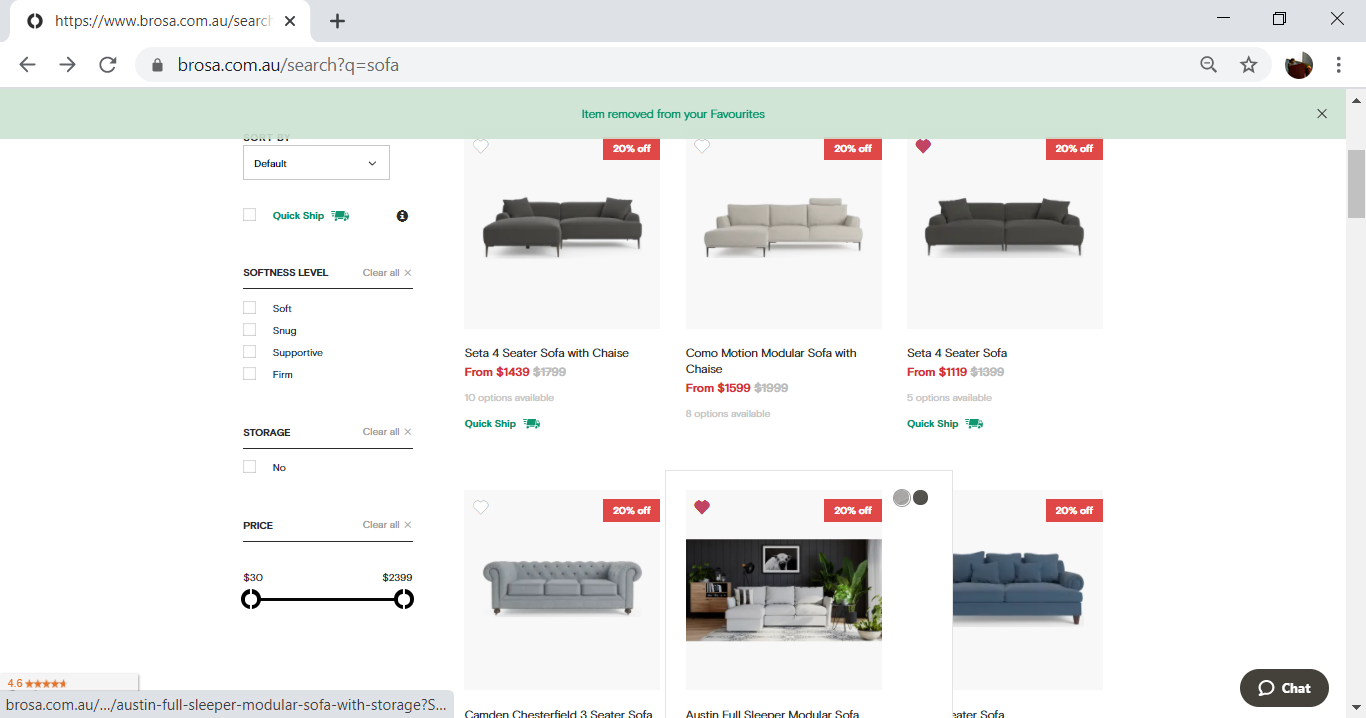 https://www.brosa.com.au/search
brosa.com.au/search?q=sofa
Item removed from your Favourites
SORT BY
Default
Quick Ship
SOFTNESS LEVEL Clear all ×
Soft
Snug
Supportive
Firm
STORAGE Clear all ×
No
PRICE Clear all ×
$30 $2399
20% off
Seta 4 Seater Sofa with Chaise
From $1439 $1799
10 options available
Quick Ship
20% off
Como Motion Modular Sofa with
Chaise
From $1599 $1999
8 options available
20% off
Seta 4 Seater Sofa
From $1119 $1399
5 options available
Quick Ship
20% off
Camden Chesterfield 3 Seater Sofa
20% off
Austin Full Sleeper Modular Sofa
20% off
eater Sofa
4.6
brosa.com.au/.../austin-full-sleeper-modular-sofa-with-storage?S...
Chat